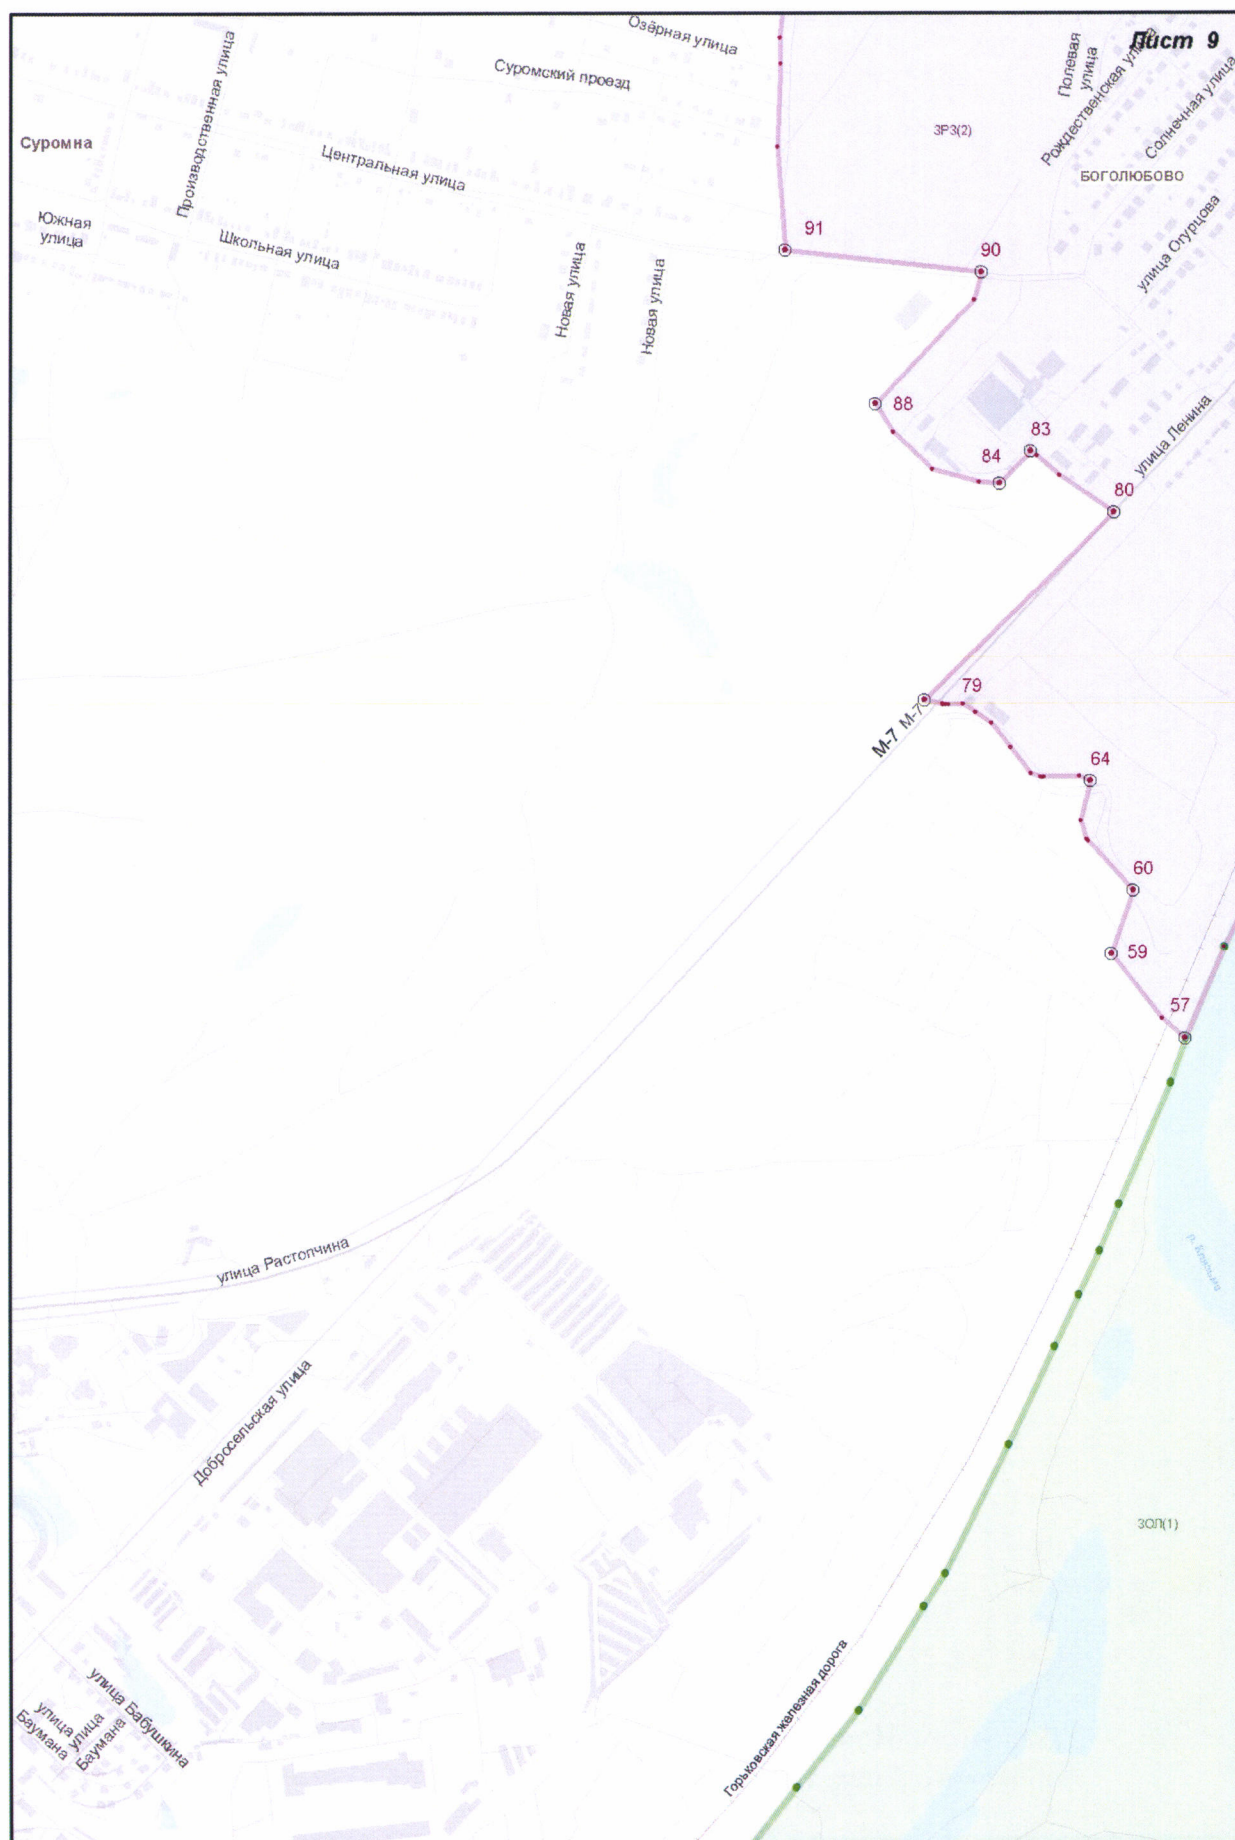 Лист 9
Озёрная улица
Суромский проезд
Полевая
улица
Рождественская улица
Солнечная улица
Производственная улица
ЗРЗ(2)
Суромна
Центральная улица
БОГОЛЮБОВО
Южная
улица
Школьная улица
91
90
улица Огурцова
Новая улица
Новая улица
88
83
84
улица Ленина
80
79
М-7
М-7
64
60
59
57
р. Клязьма
улица Растопчина
Добросельская улица
ЗОЛ(1)
Горьковская железная дорога
улица Бабушкина
улица
Баумана
улица
Баумана